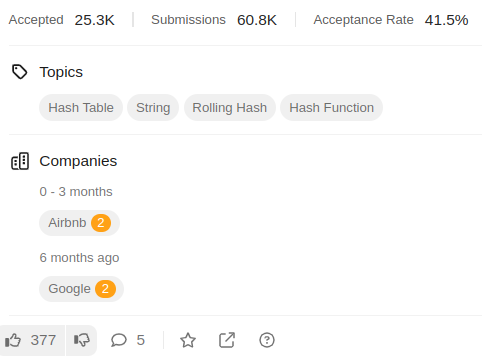 Accepted 25.3K Submissions 60.8K Acceptance Rate 41.5%
Topics
Hash Table String Rolling Hash Hash Function
Companies
0 - 3 months
Airbnb 2
6 months ago
Google 2
377 5